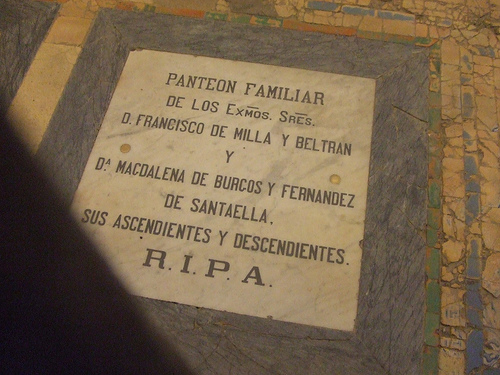 PANTEON FAMILIAR
DE LOS EXMOS. SRES.
D. FRANCISCO DE MILLA Y BELTRAN
Y
Dª MAGDALENA DE BURGOS Y FERNANDEZ
DE SANTAELLA,
SUS ASCENDIENTES Y DESCENDIENTES.
R.I.P.A.